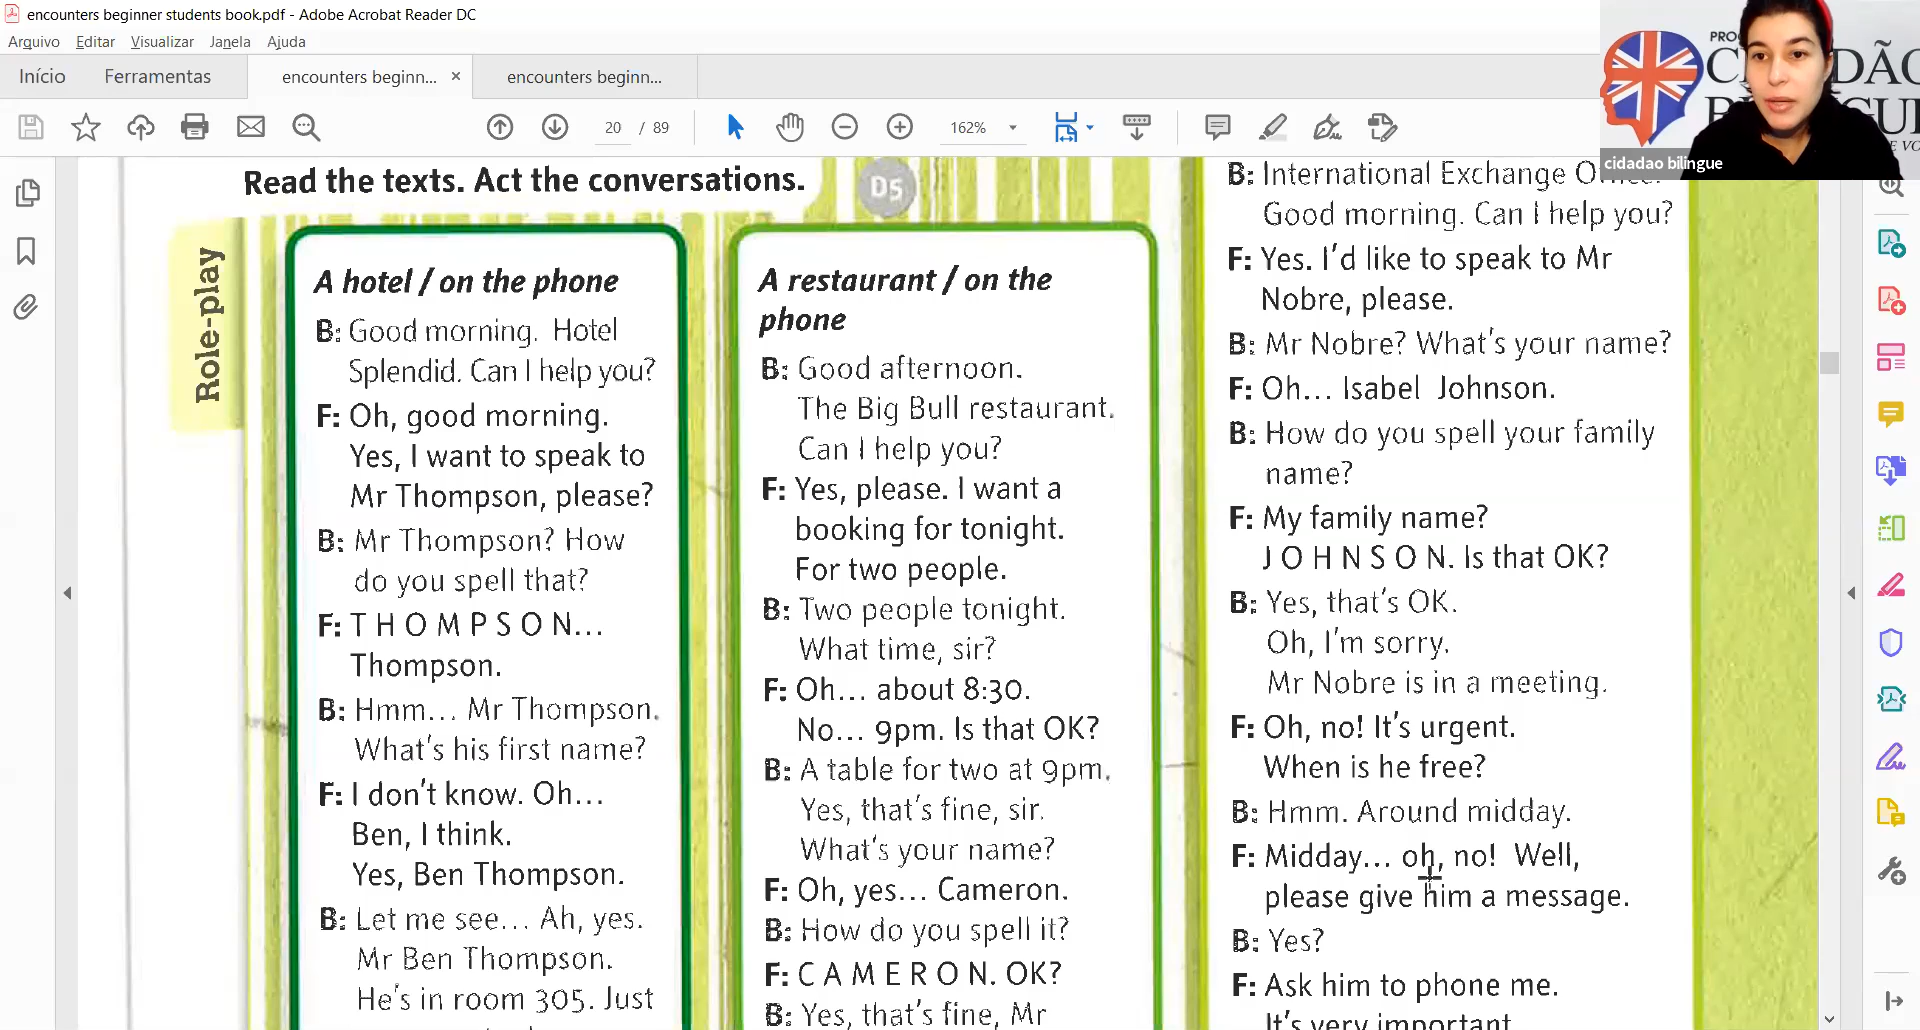 encounters beginner students book.pdf - Adobe Acrobat Reader DC
Arquivo Editar Visualizar Janela Ajuda
Início Ferramentas encounters beginn... × encounters beginn...
20 / 89 162%
cidadao bilingue
Read the texts. Act the conversations. D5
Role-play
A hotel / on the phone
B: Good morning. Hotel
Splendid. Can I help you?
F: Oh, good morning.
Yes, I want to speak to
Mr Thompson, please?
B: Mr Thompson? How
do you spell that?
F: T H O M P S O N...
Thompson.
B: Hmm... Mr Thompson.
What's his first name?
F: I don't know. Oh...
Ben, I think.
Yes, Ben Thompson.
B: Let me see... Ah, yes.
Mr Ben Thompson.
He's in room 305. Just
A restaurant / on the
phone
B: Good afternoon.
The Big Bull restaurant.
Can I help you?
F: Yes, please. I want a
booking for tonight.
For two people.
B: Two people tonight.
What time, sir?
F: Oh... about 8:30.
No... 9pm. Is that OK?
B: A table for two at 9pm.
Yes, that's fine, sir.
What's your name?
F: Oh, yes... Cameron.
B: How do you spell it?
F: C A M E R O N. OK?
B: Yes, that's fine, Mr
B: International Exchange
Good morning. Can I help you?
F: Yes. I'd like to speak to Mr
Nobre, please.
B: Mr Nobre? What's your name?
F: Oh... Isabel Johnson.
B: How do you spell your family
name?
F: My family name?
J O H N S O N. Is that OK?
B: Yes, that's OK.
Oh, I'm sorry.
Mr Nobre is in a meeting.
F: Oh, no! It's urgent.
When is he free?
B: Hmm. Around midday.
F: Midday... oh, no! Well,
please give him a message.
B: Yes?
F: Ask him to phone me.
It's very important